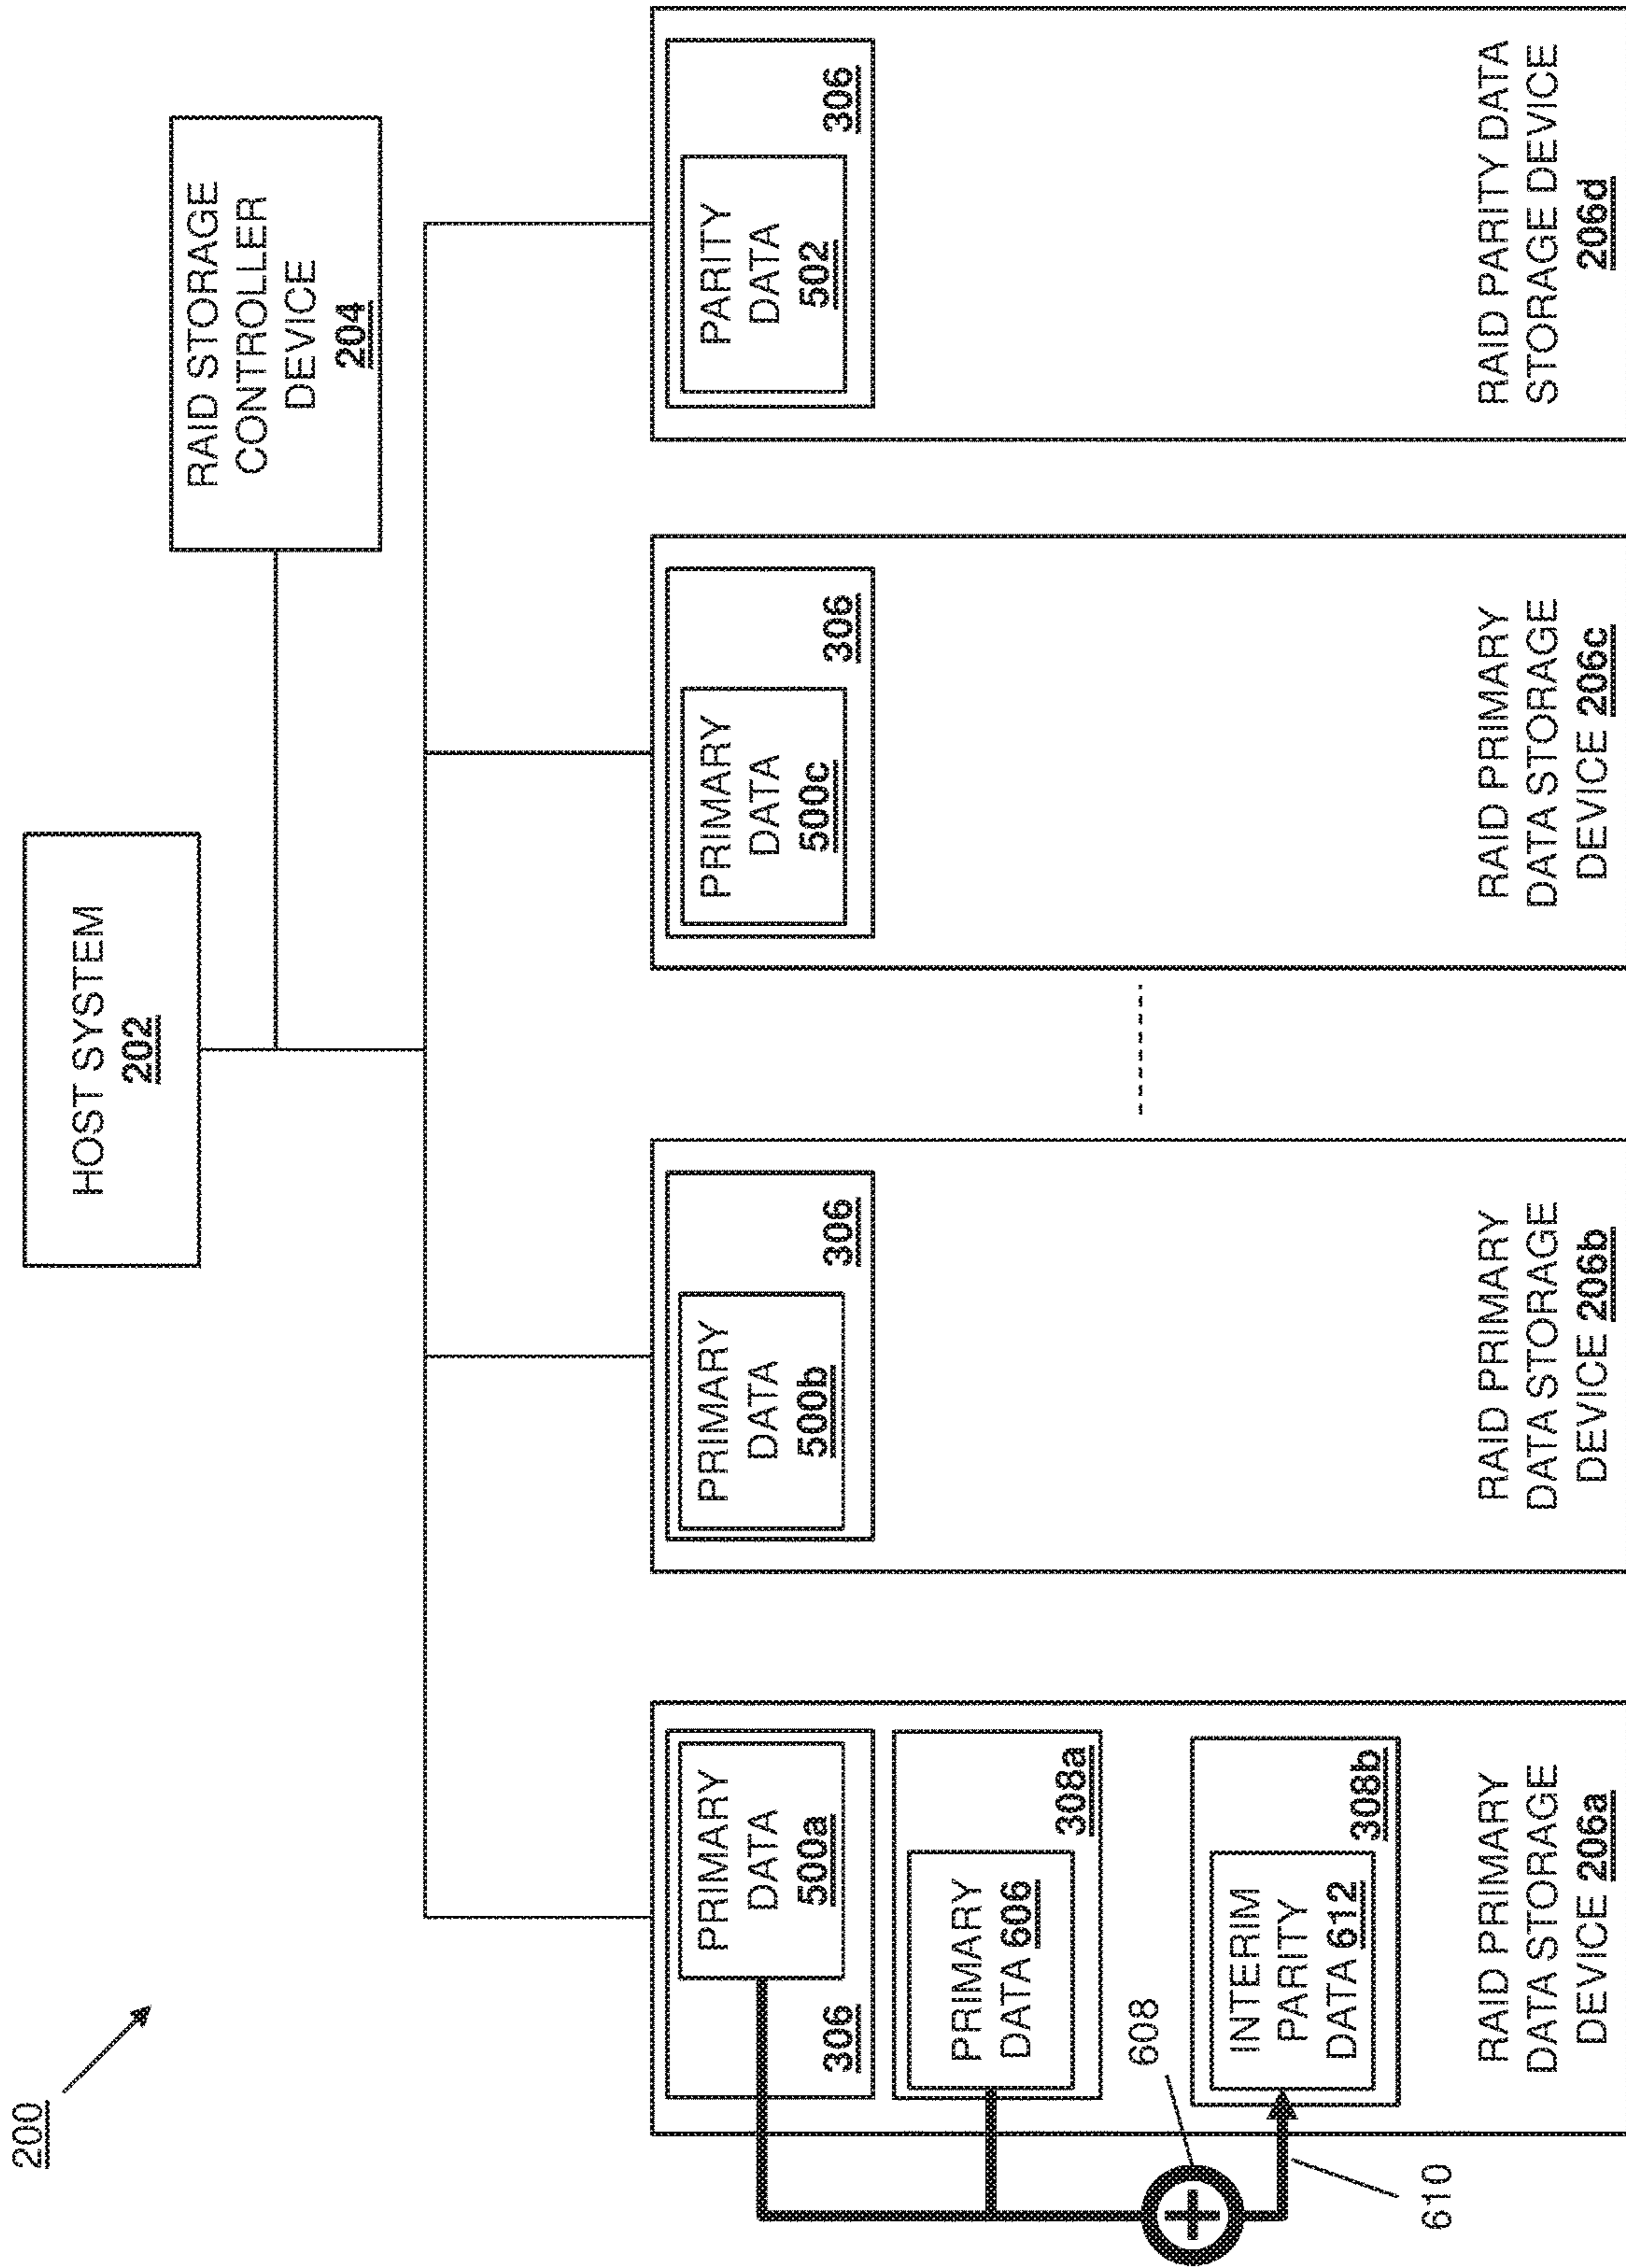 200
HOST SYSTEM
202
RAID STORAGE
CONTROLLER
DEVICE
204
PRIMARY
DATA
500a
306
PRIMARY
DATA 606
308a
INTERIM
PARITY
DATA 612
308b
608
610
RAID PRIMARY
DATA STORAGE
DEVICE 206a
PRIMARY
DATA
500b
306
RAID PRIMARY
DATA STORAGE
DEVICE 206b
PRIMARY
DATA
500c
306
RAID PRIMARY
DATA STORAGE
DEVICE 206c
PARITY
DATA
502
306
RAID PARITY DATA
STORAGE DEVICE
206d